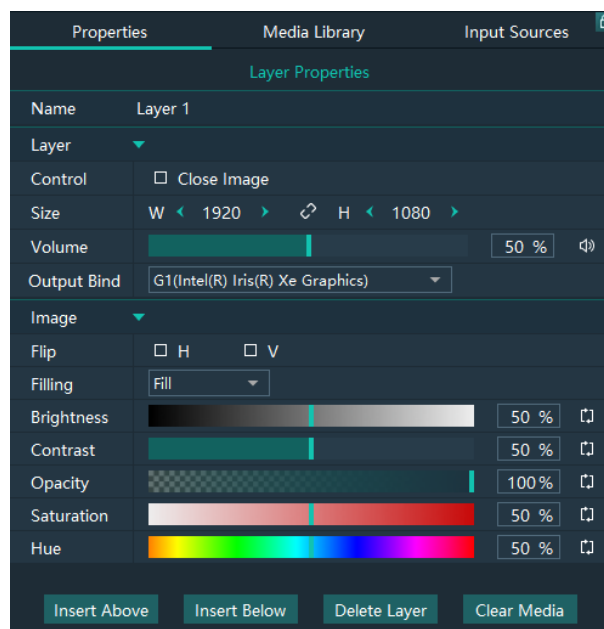 Properties Media Library Input Sources
Layer Properties
Name Layer 1
Layer
Control Close Image
Size W 1920 H 1080
Volume 50 %
Output Bind G1(Intel(R) Iris(R) Xe Graphics)
Image
Flip H V
Filling Fill
Brightness 50 %
Contrast 50 %
Opacity 100%
Saturation 50 %
Hue 50 %
Insert Above Insert Below Delete Layer Clear Media